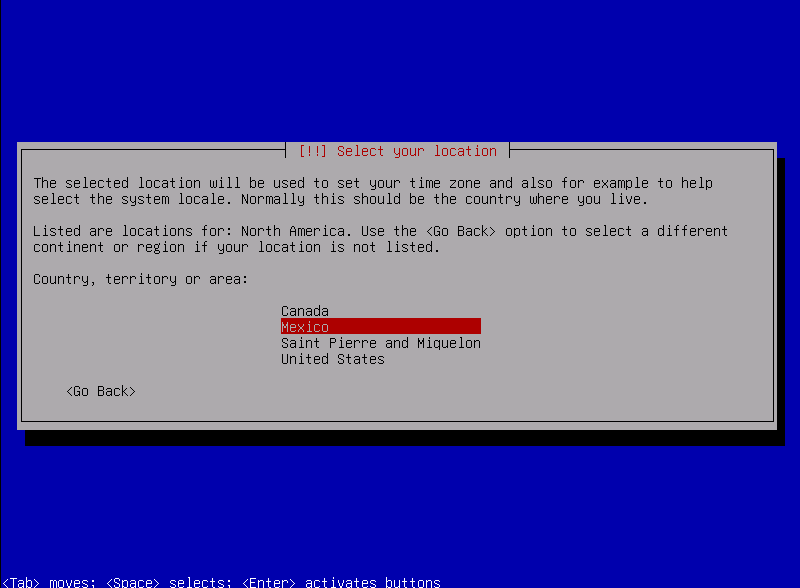 [!!] Select your location
The selected location will be used to set your time zone and also for example to help
select the system locale. Normally this should be the country where you live.
Listed are locations for: North America. Use the <Go Back> option to select a different
continent or region if your location is not listed.
Country, territory or area:
Canada
Mexico
Saint Pierre and Miquelon
United States
<Go Back>
<Tab> moves; <Space> selects; <Enter> activates buttons